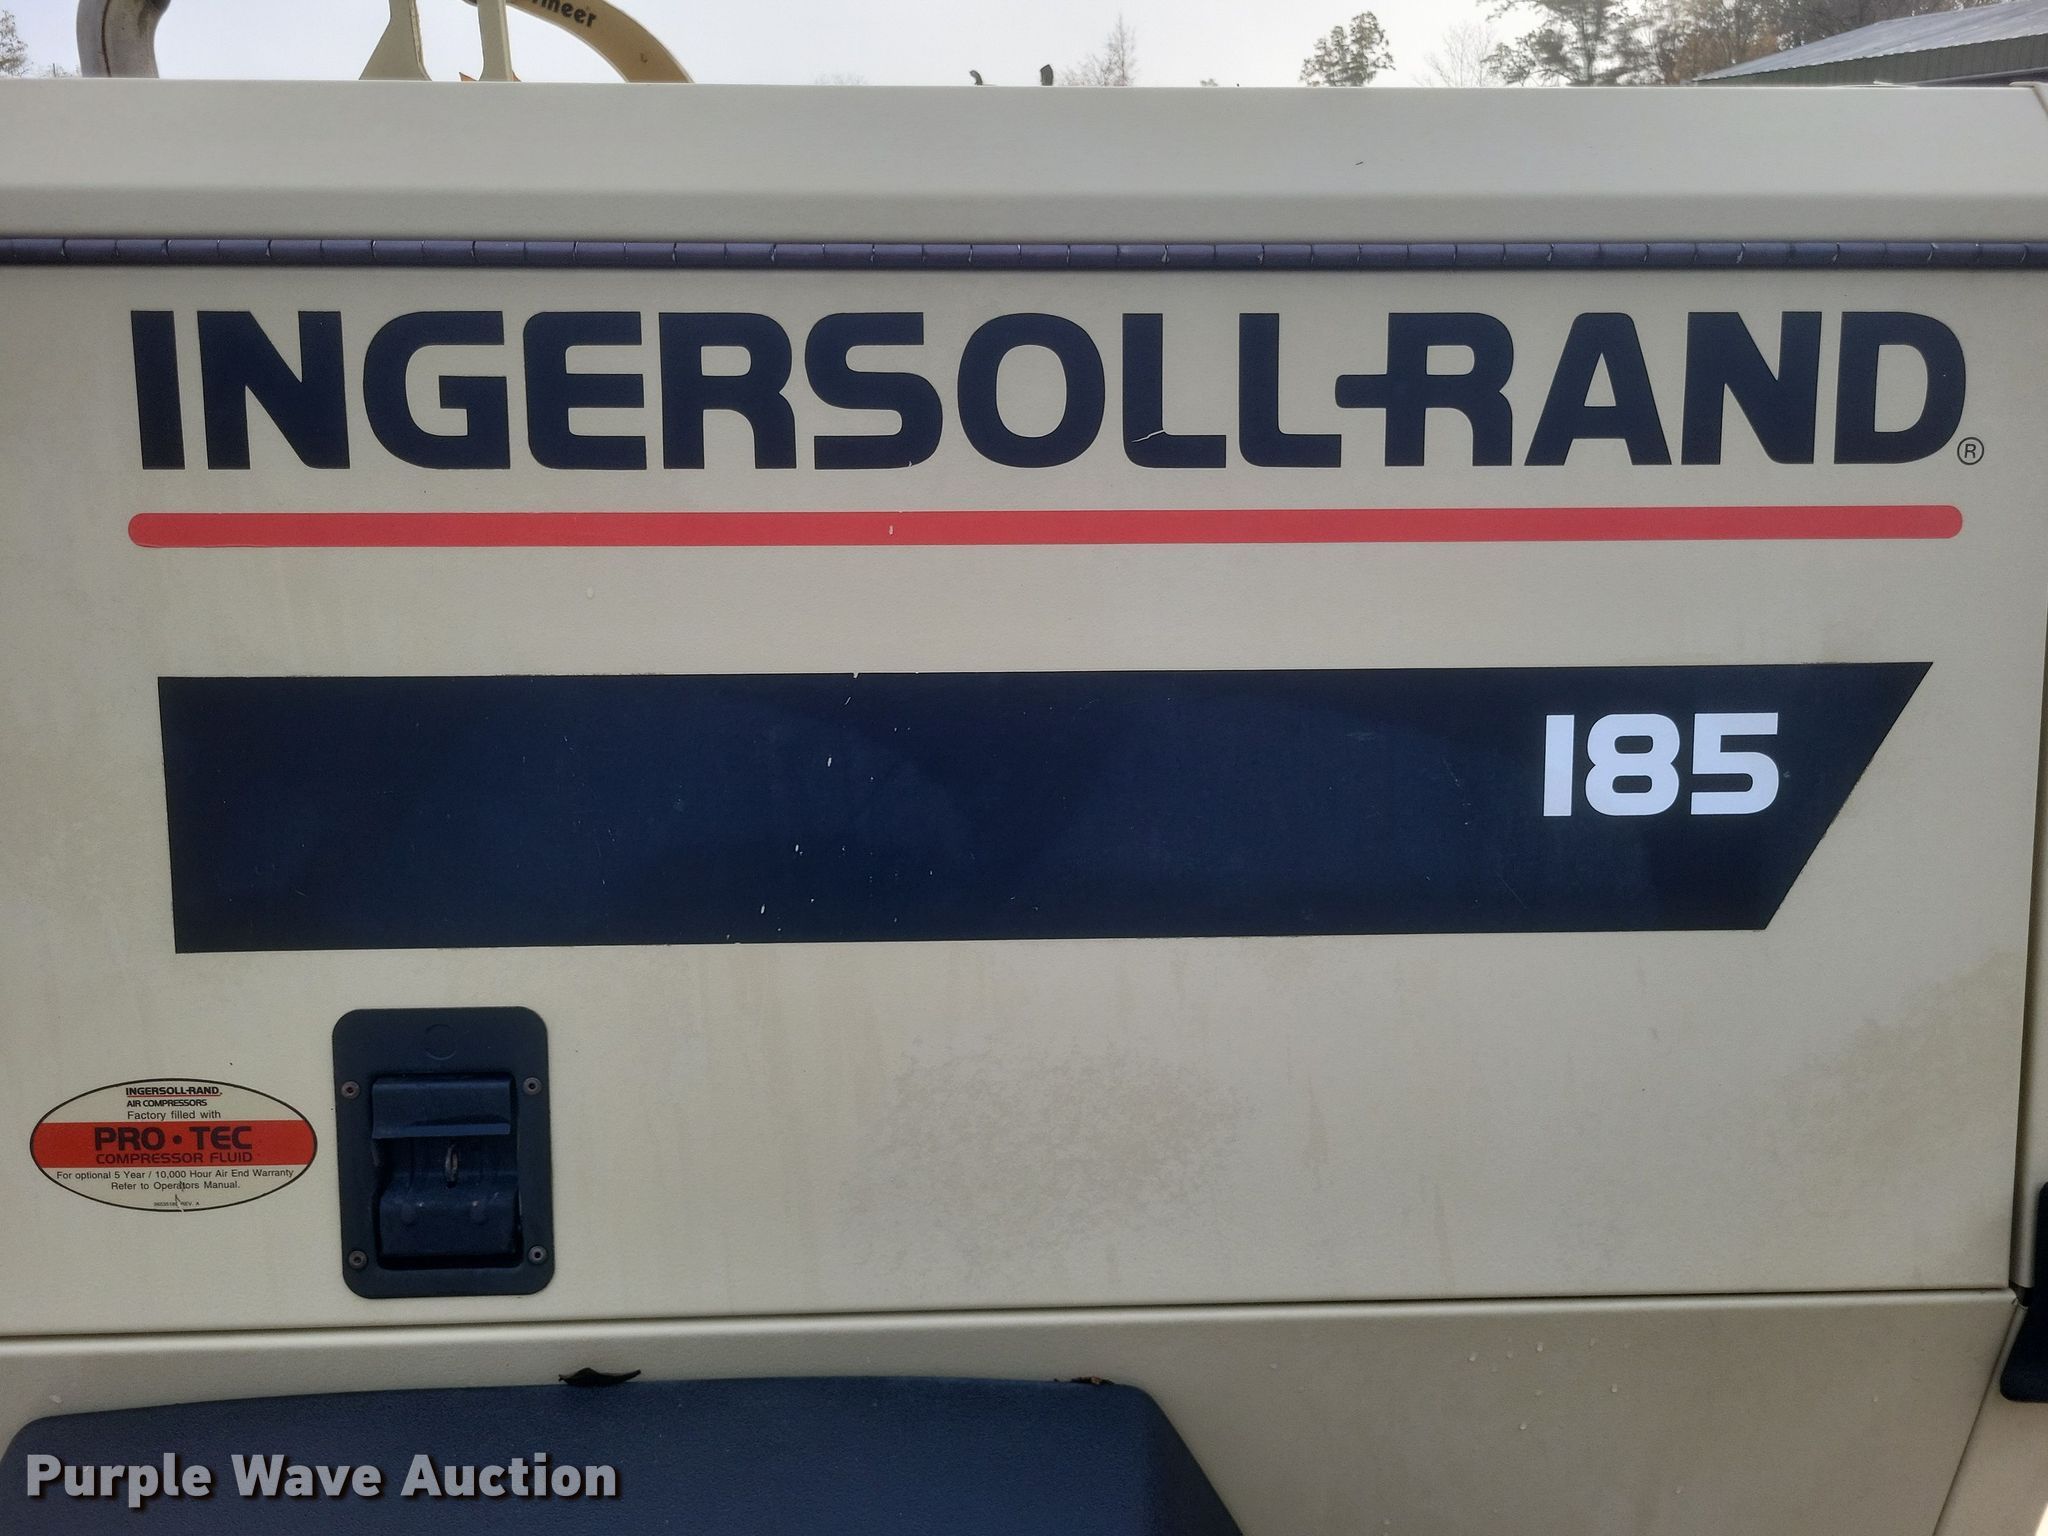 INGERSOLL-RAND®
185
INGERSOLL-RAND®
AIR COMPRESSORS
Factory filled with
PRO•TEC
COMPRESSOR FLUID
For optional 5 Year / 10,000 Hour Air End Warranty
Refer to Operators Manual.
REV. A
Purple Wave Auction